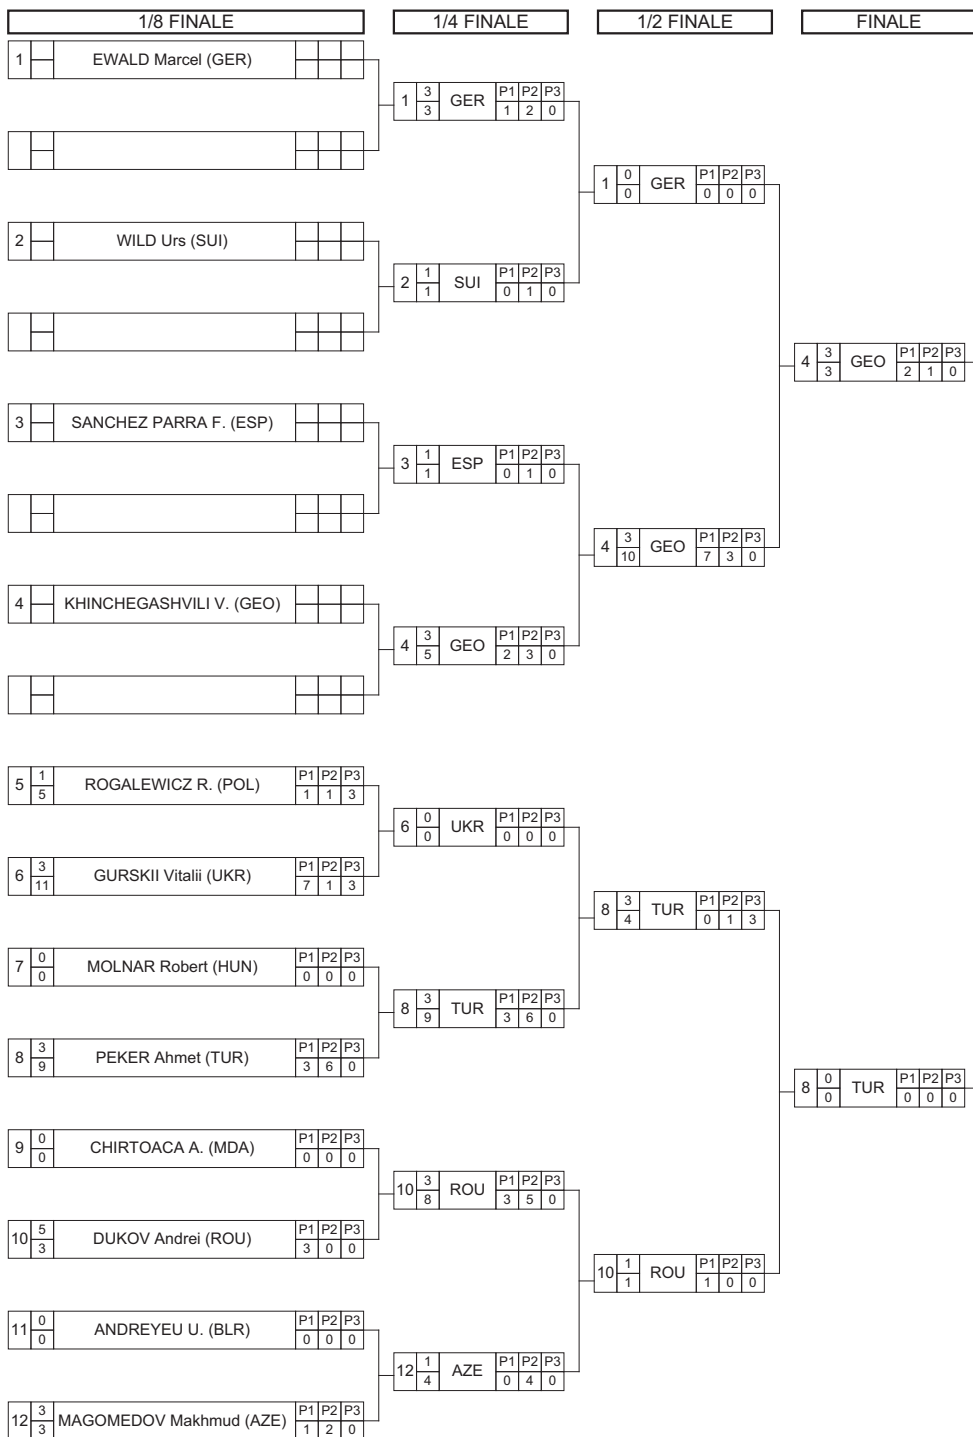 1/8 FINALE 1/4 FINALE 1/2 FINALE FINALE
1 EWALD Marcel (GER)
1 3 3 GER P1 P2 P3 1 2 0
1 0 0 GER P1 P2 P3 0 0 0
2 WILD Urs (SUI)
2 1 1 SUI P1 P2 P3 0 1 0
4 3 3 GEO P1 P2 P3 2 1 0
3 SANCHEZ PARRA F. (ESP)
3 1 1 ESP P1 P2 P3 0 1 0
4 3 10 GEO P1 P2 P3 7 3 0
4 KHINCHEGASHVILI V. (GEO)
4 3 5 GEO P1 P2 P3 2 3 0
5 1 5 ROGALEWICZ R. (POL) P1 P2 P3 1 1 3
6 0 0 UKR P1 P2 P3 0 0 0
6 3 11 GURSKII Vitalii (UKR) P1 P2 P3 7 1 3
8 3 4 TUR P1 P2 P3 0 1 3
7 0 0 MOLNAR Robert (HUN) P1 P2 P3 0 0 0
8 3 9 TUR P1 P2 P3 3 6 0
8 3 9 PEKER Ahmet (TUR) P1 P2 P3 3 6 0
8 0 0 TUR P1 P2 P3 0 0 0
9 0 0 CHIRTOACA A. (MDA) P1 P2 P3 0 0 0
10 3 8 ROU P1 P2 P3 3 5 0
10 5 3 DUKOV Andrei (ROU) P1 P2 P3 3 0 0
10 1 1 ROU P1 P2 P3 1 0 0
11 0 0 ANDREYEU U. (BLR) P1 P2 P3 0 0 0
12 1 4 AZE P1 P2 P3 0 4 0
12 3 3 MAGOMEDOV Makhmud (AZE) P1 P2 P3 1 2 0